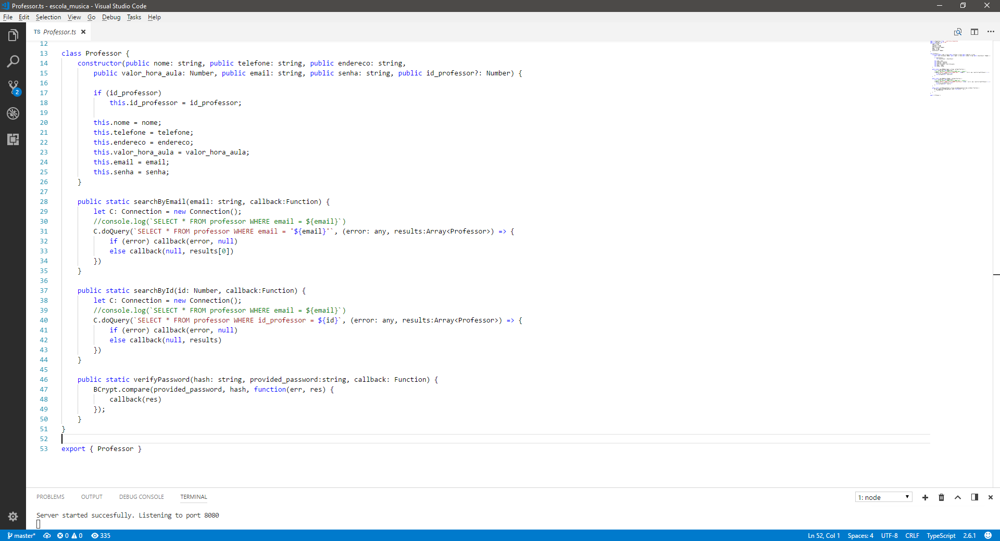 Professor.ts - escola_musica - Visual Studio Code
File Edit Selection View Go Debug Tasks Help
TS Professor.ts
12
13 class Professor {
14 constructor(public nome: string, public telefone: string, public endereco: string,
15 public valor_hora_aula: Number, public email: string, public senha: string, public id_professor?: Number) {
16
17 if (id_professor)
18 this.id_professor = id_professor;
19
20 this.nome = nome;
21 this.telefone = telefone;
22 this.endereco = endereco;
23 this.valor_hora_aula = valor_hora_aula;
24 this.email = email;
25 this.senha = senha;
26 }
27
28 public static searchByEmail(email: string, callback:Function) {
29 let C: Connection = new Connection();
30 //console.log(`SELECT * FROM professor WHERE email = ${email}`)
31 C.doQuery(`SELECT * FROM professor WHERE email = '${email}'`, (error: any, results:Array<Professor>) => {
32 if (error) callback(error, null)
33 else callback(null, results[0])
34 })
35 }
36
37 public static searchById(id: Number, callback:Function) {
38 let C: Connection = new Connection();
39 //console.log(`SELECT * FROM professor WHERE email = ${email}`)
40 C.doQuery(`SELECT * FROM professor WHERE id_professor = ${id}`, (error: any, results:Array<Professor>) => {
41 if (error) callback(error, null)
42 else callback(null, results)
43 })
44 }
45
46 public static verifyPassword(hash: string, provided_password:string, callback: Function) {
47 BCrypt.compare(provided_password, hash, function(err, res) {
48 callback(res)
49 });
50 }
51 }
52
53 export { Professor }
PROBLEMS OUTPUT DEBUG CONSOLE TERMINAL 1: node
Server started succesfully. Listening to port 8080
2
master* 0 0 335 Ln 52, Col 1 Spaces: 4 UTF-8 CRLF TypeScript 2.6.1